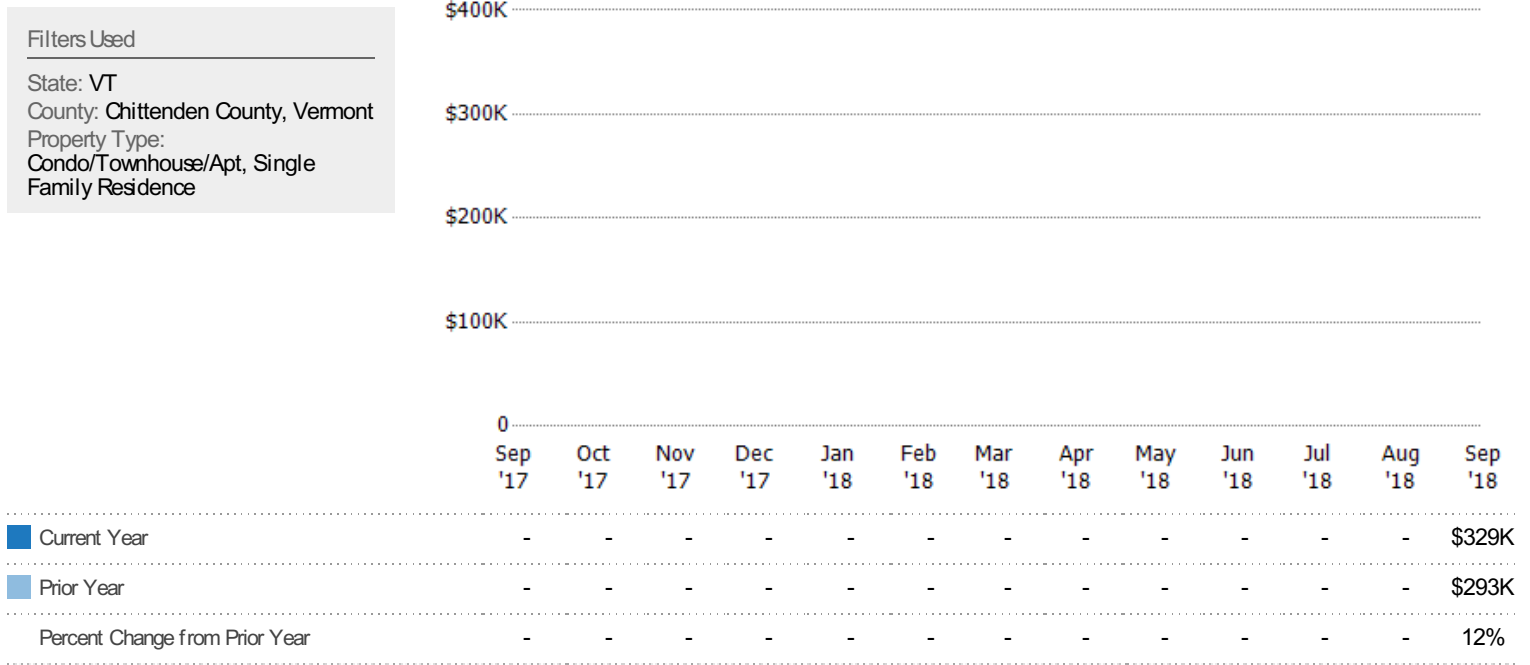 Filters Used
State: VT
County: Chittenden County, Vermont
Property Type:
Condo/Townhouse/Apt, Single
Family Residence
$400K
$300K
$200K
$100K
0
Sep Oct Nov Dec Jan Feb Mar Apr May Jun Jul Aug Sep
'17 '17 '17 '17 '18 '18 '18 '18 '18 '18 '18 '18 '18
Current Year - - - - - - - - - - - - $329K
Prior Year - - - - - - - - - - - - $293K
Percent Change from Prior Year - - - - - - - - - - - - 12%